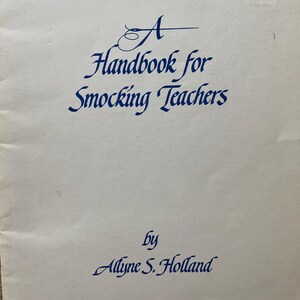 A
Handbook for
Smocking Teachers
by
Allyne S. Holland